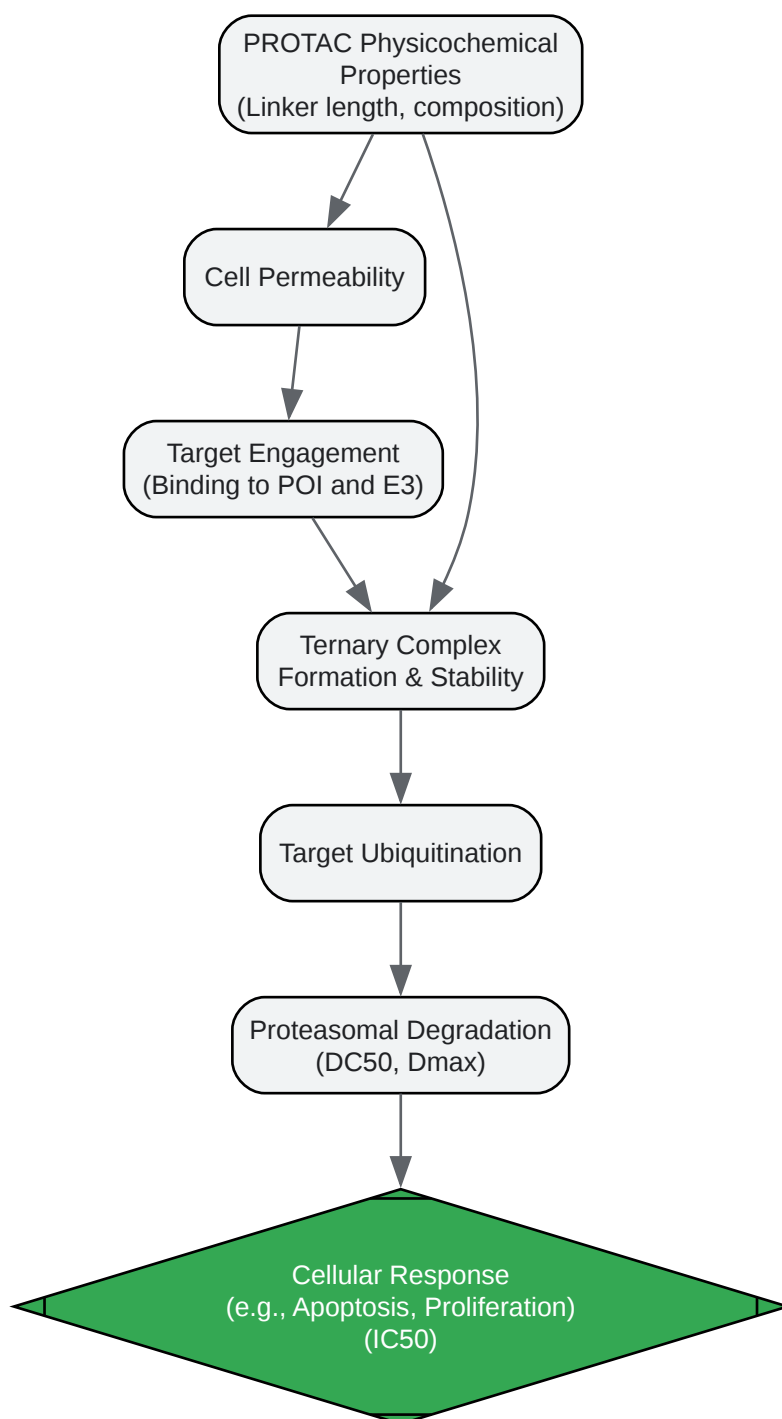 PROTAC Physicochemical
Properties
(Linker length, composition)
Cell Permeability
Target Engagement
(Binding to POI and E3)
Ternary Complex
Formation & Stability
Target Ubiquitination
Proteasomal Degradation
(DC50, Dmax)
Cellular Response
(e.g., Apoptosis, Proliferation)
(IC50)